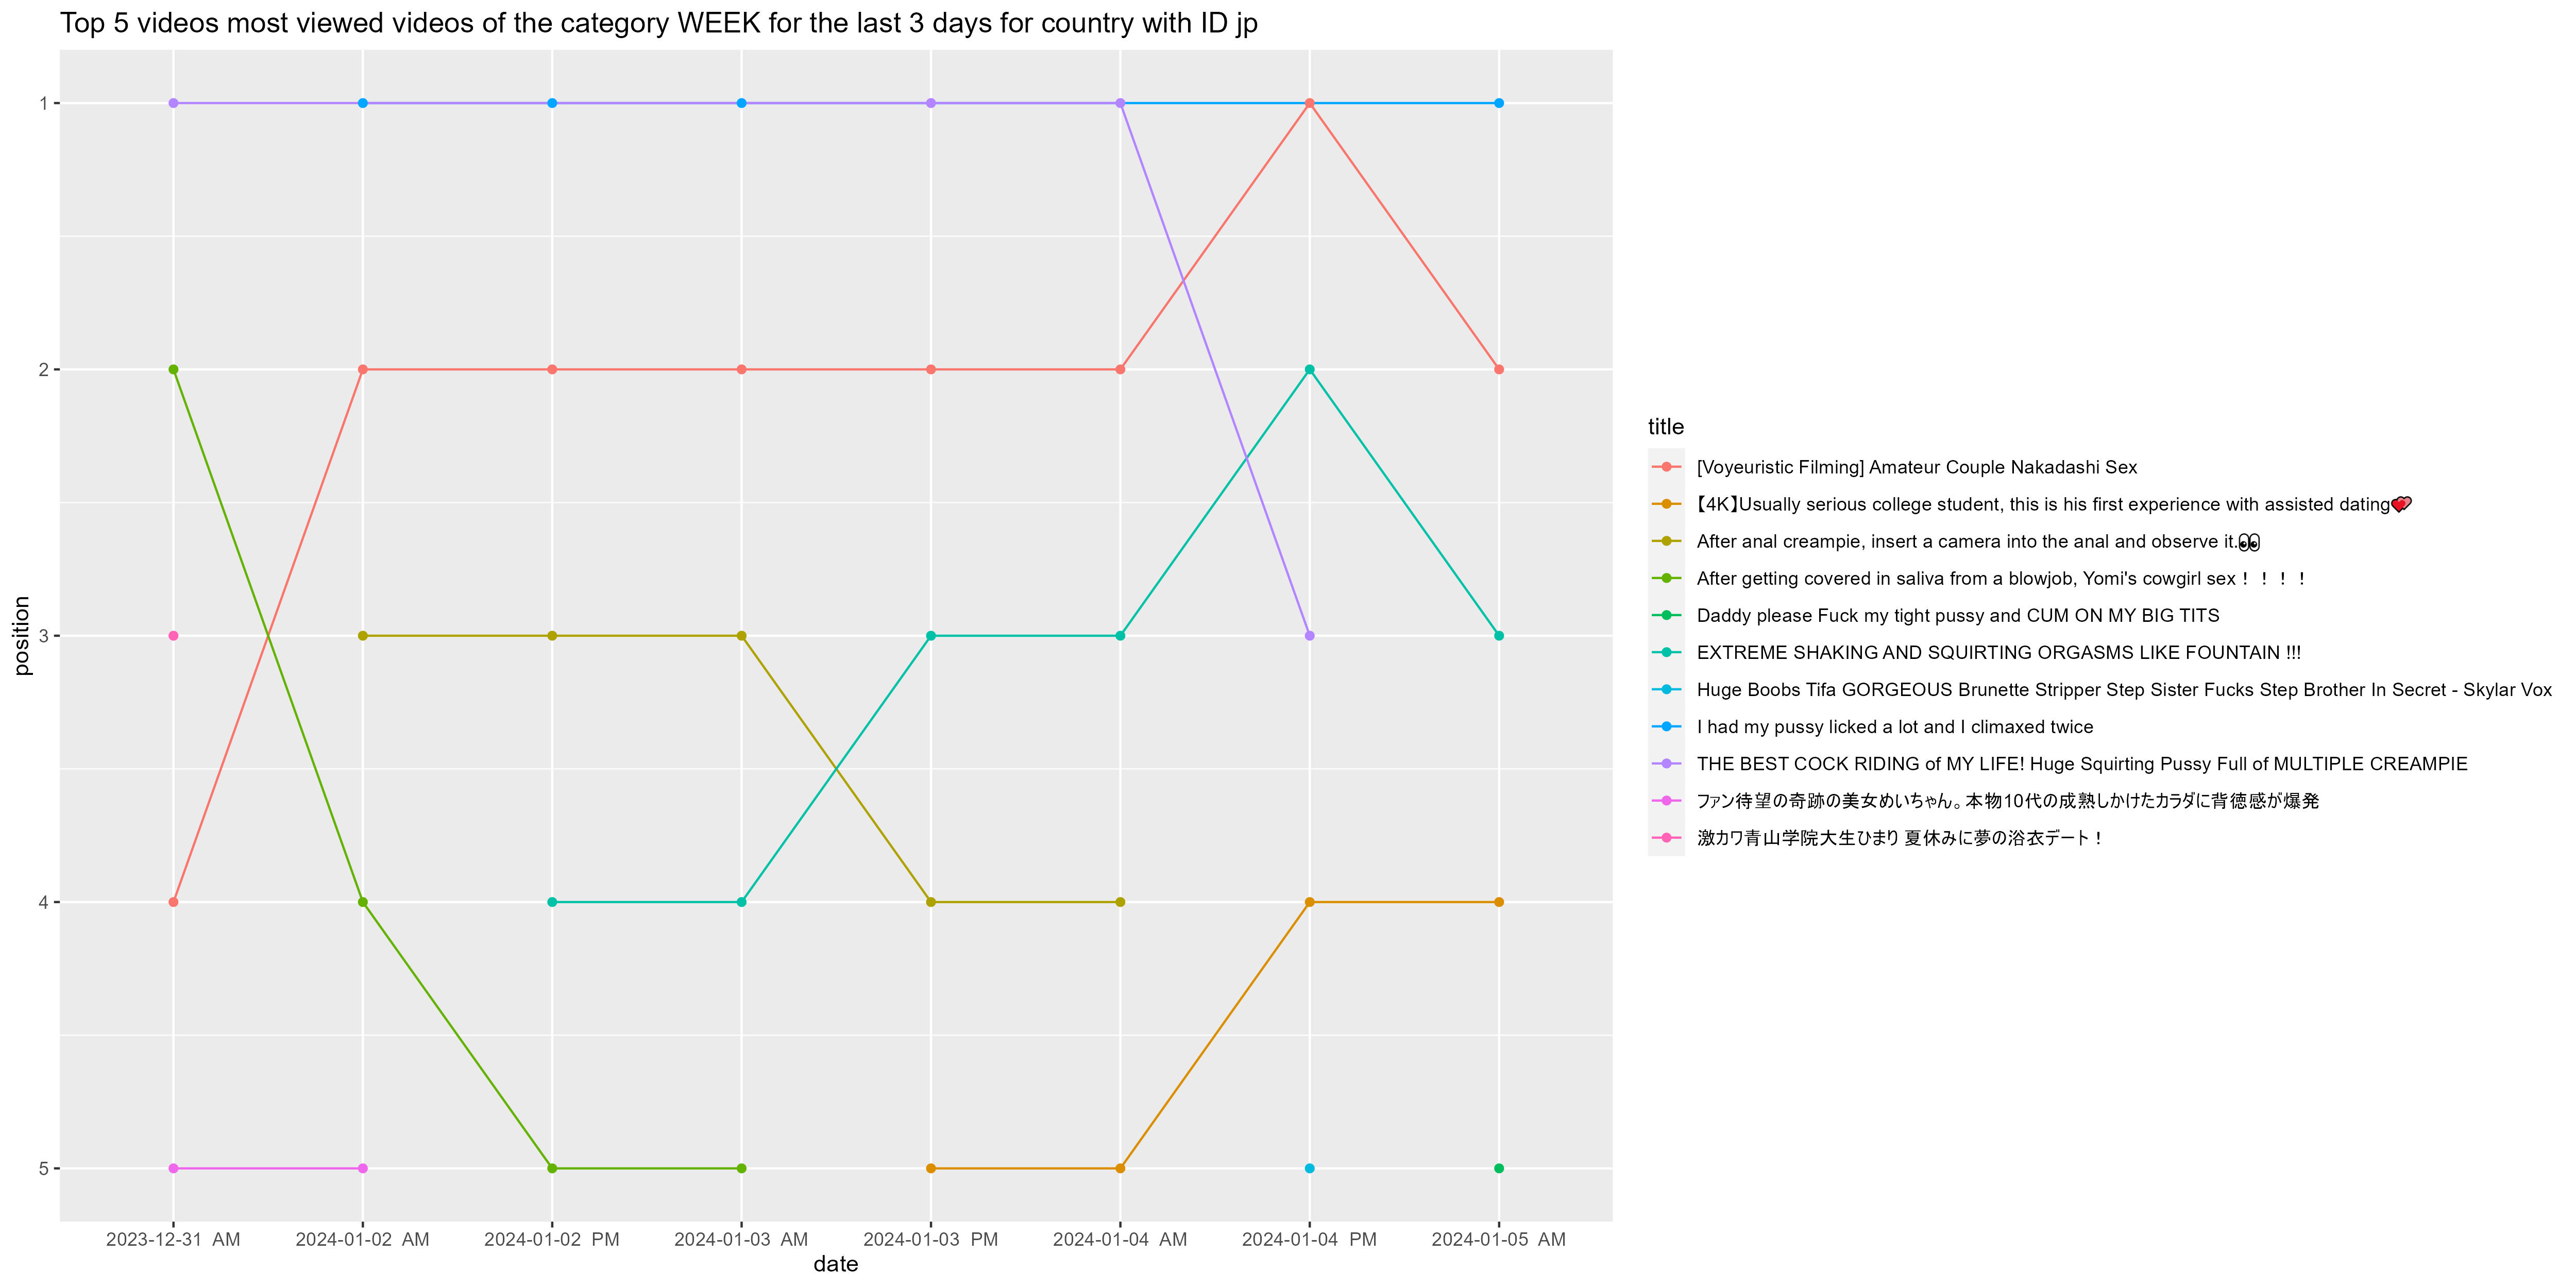 Top 5 videos most viewed videos of the category WEEK for the last 3 days for country with ID jp
position
1
2
3
4
5
2023-12-31 AM
2024-01-02 AM
2024-01-02 PM
2024-01-03 AM
2024-01-03 PM
2024-01-04 AM
2024-01-04 PM
2024-01-05 AM
date
title
[Voyeuristic Filming] Amateur Couple Nakadashi Sex
【4K】Usually serious college student, this is his first experience with assisted dating💕
After anal creampie, insert a camera into the anal and observe it.👀
After getting covered in saliva from a blowjob, Yomi's cowgirl sex！！！！
Daddy please Fuck my tight pussy and CUM ON MY BIG TITS
EXTREME SHAKING AND SQUIRTING ORGASMS LIKE FOUNTAIN !!!
Huge Boobs Tifa GORGEOUS Brunette Stripper Step Sister Fucks Step Brother In Secret - Skylar Vox
I had my pussy licked a lot and I climaxed twice
THE BEST COCK RIDING of MY LIFE! Huge Squirting Pussy Full of MULTIPLE CREAMPIE
ファン待望の奇跡の美女めいちゃん。本物10代の成熟しかけたカラダに背徳感が爆発
激カワ青山学院大生ひまり 夏休みに夢の浴衣デート！